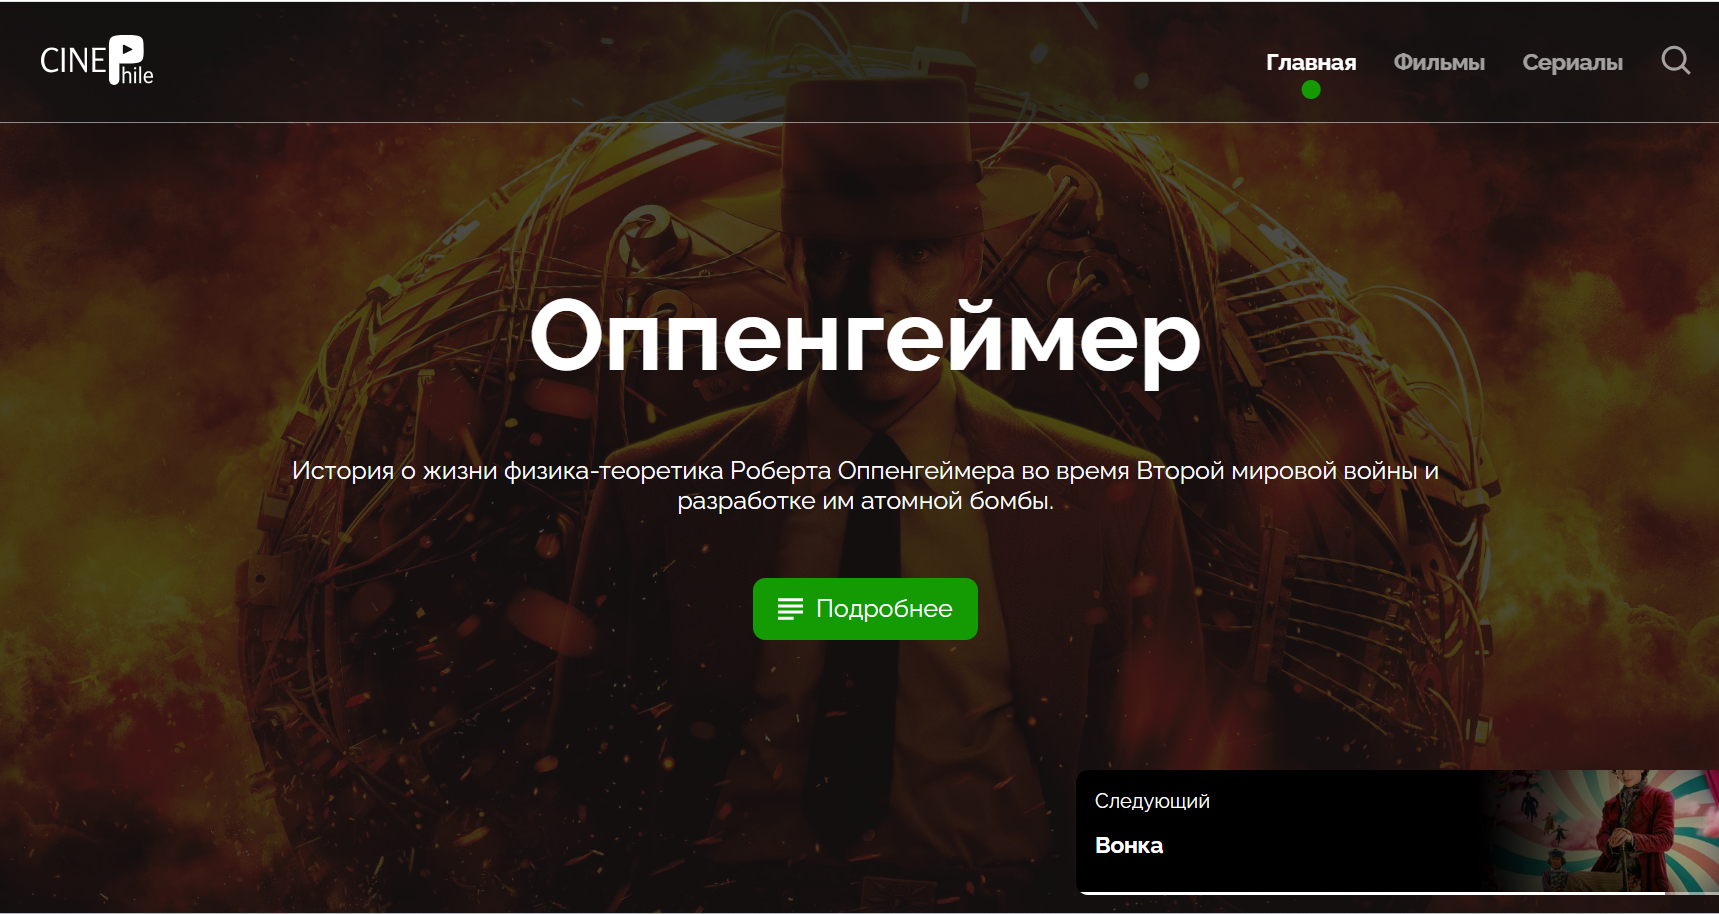 CINEPhile
Главная
Фильмы
Сериалы
Оппенгеймер
История о жизни физика-теоретика Роберта Оппенгеймера во время Второй мировой войны и
разработке им атомной бомбы.
Подробнее
Следующий
Вонка